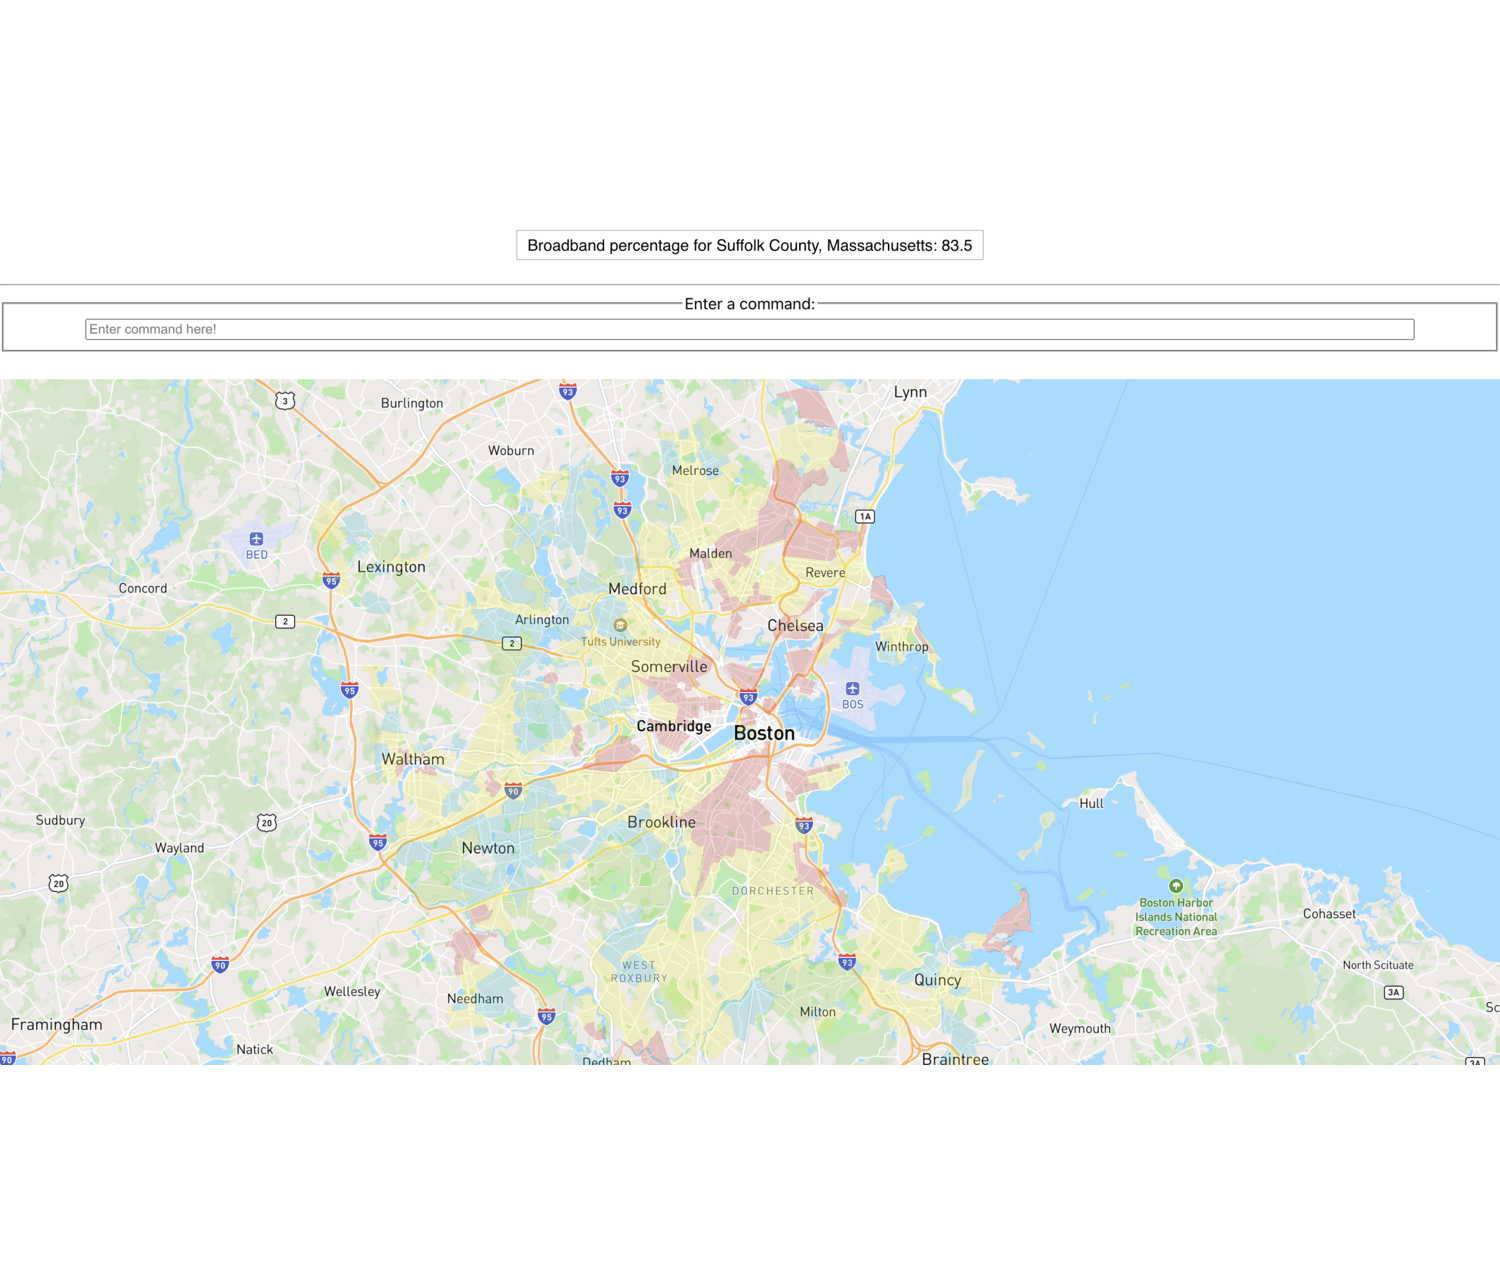 Broadband percentage for Suffolk County, Massachusetts: 83.5
Enter a command:
Enter command here!
Lynn
93
3
Burlington
Woburn
Melrose
93
93
1A
BED
Malden
Lexington
Revere
95
Concord
Medford
2
Arlington
Chelsea
2
Tufts University
Winthrop
Somerville
95
93
BOS
Cambridge
Boston
Waltham
90
Hull
Sudbury
20
Brookline
93
95
Wayland
Newton
20
DORCHESTER
Boston Harbor
Islands National
Recreation Area
Cohasset
93
90
WEST
ROXBURY
North Scituate
Quincy
Wellesley
Needham
3A
Sc
Milton
95
Framingham
Weymouth
Natick
90
Dedham
Braintree
3A